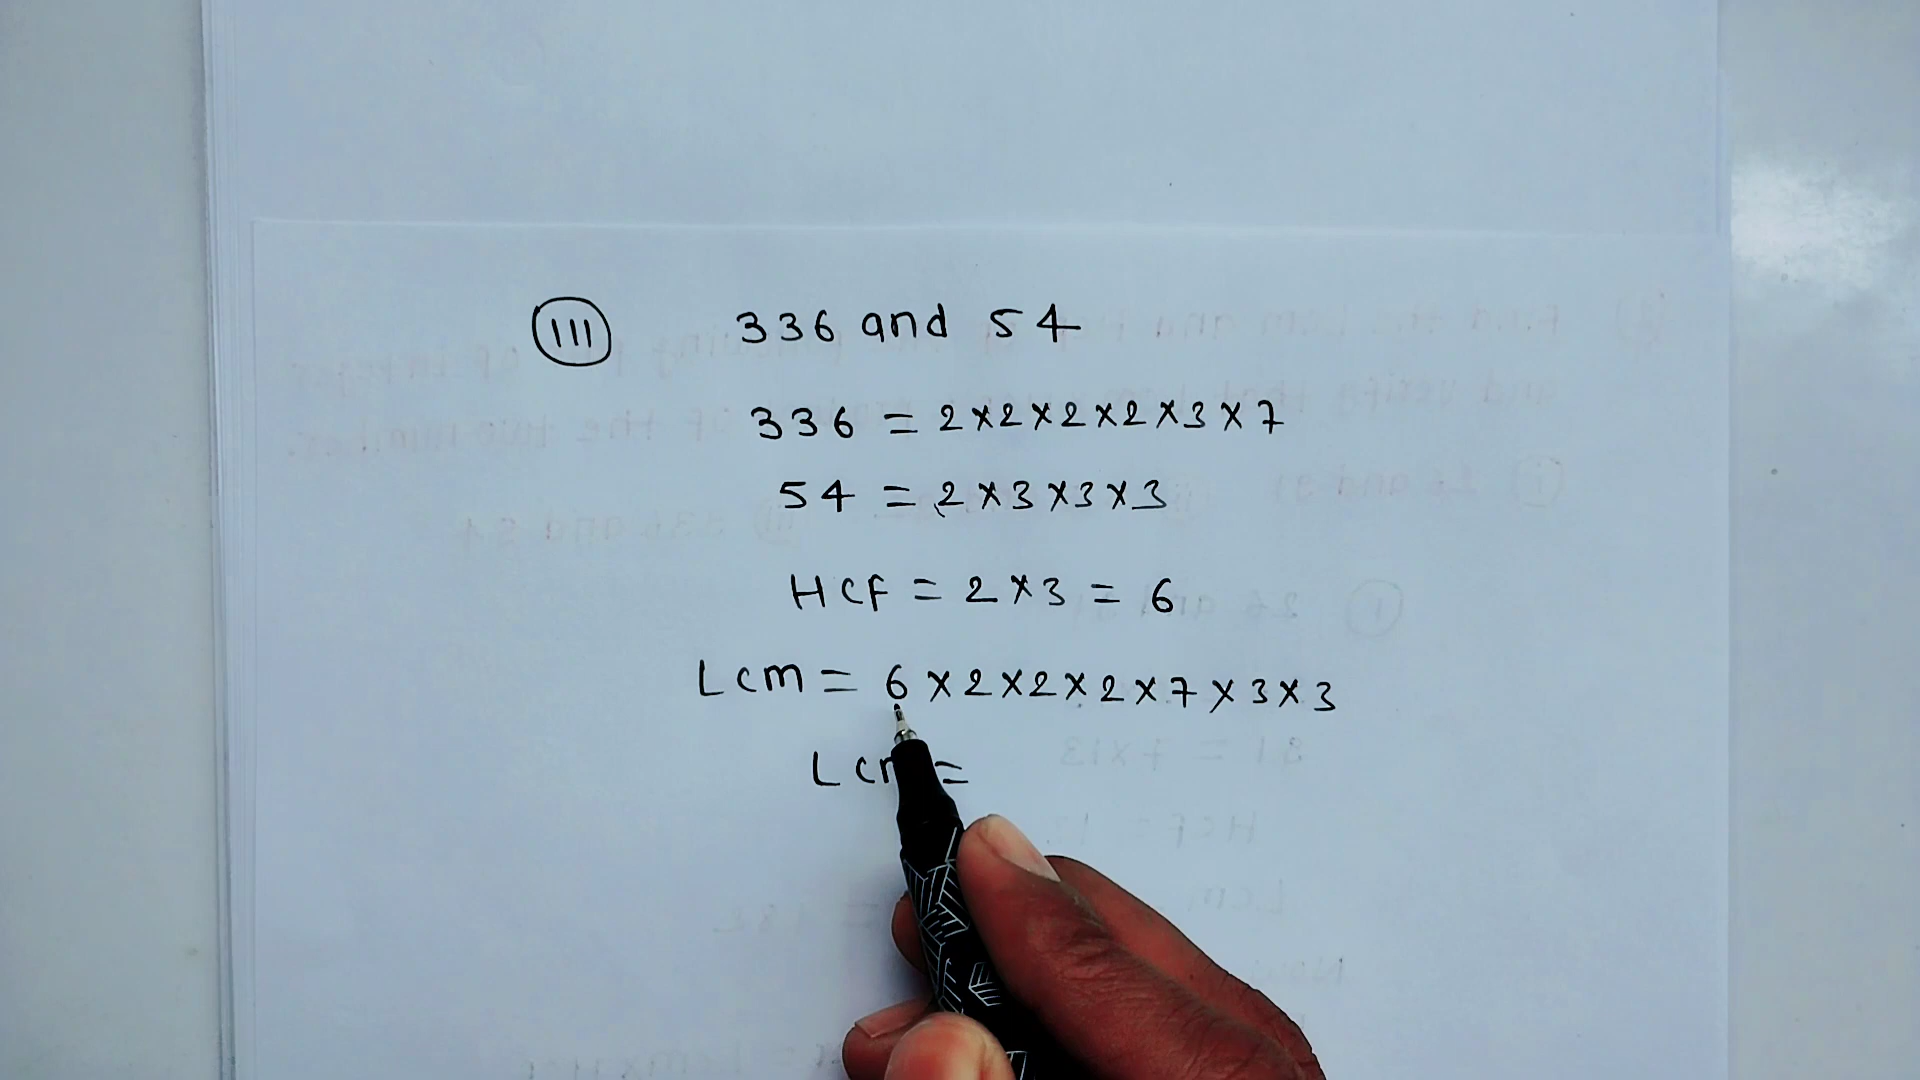 III 336 and 54
336 = 2×2×2×2×3×7
54 = 2×3×3×3
HCF = 2×3 = 6
Lcm = 6×2×2×2×7×3×3
Lcm =